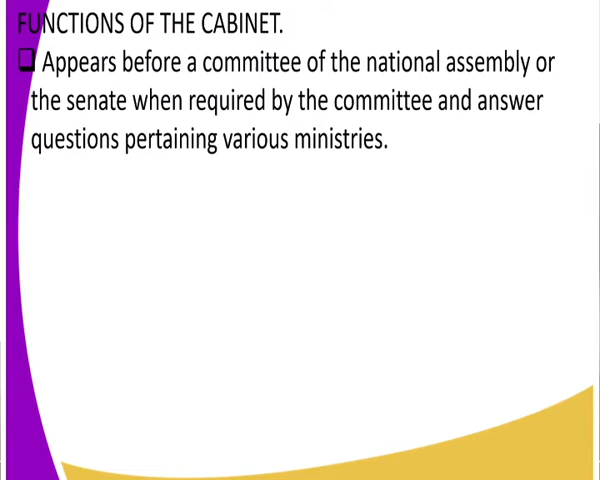 FUNCTIONS OF THE CABINET.
❑ Appears before a committee of the national assembly or
the senate when required by the committee and answer
questions pertaining various ministries.